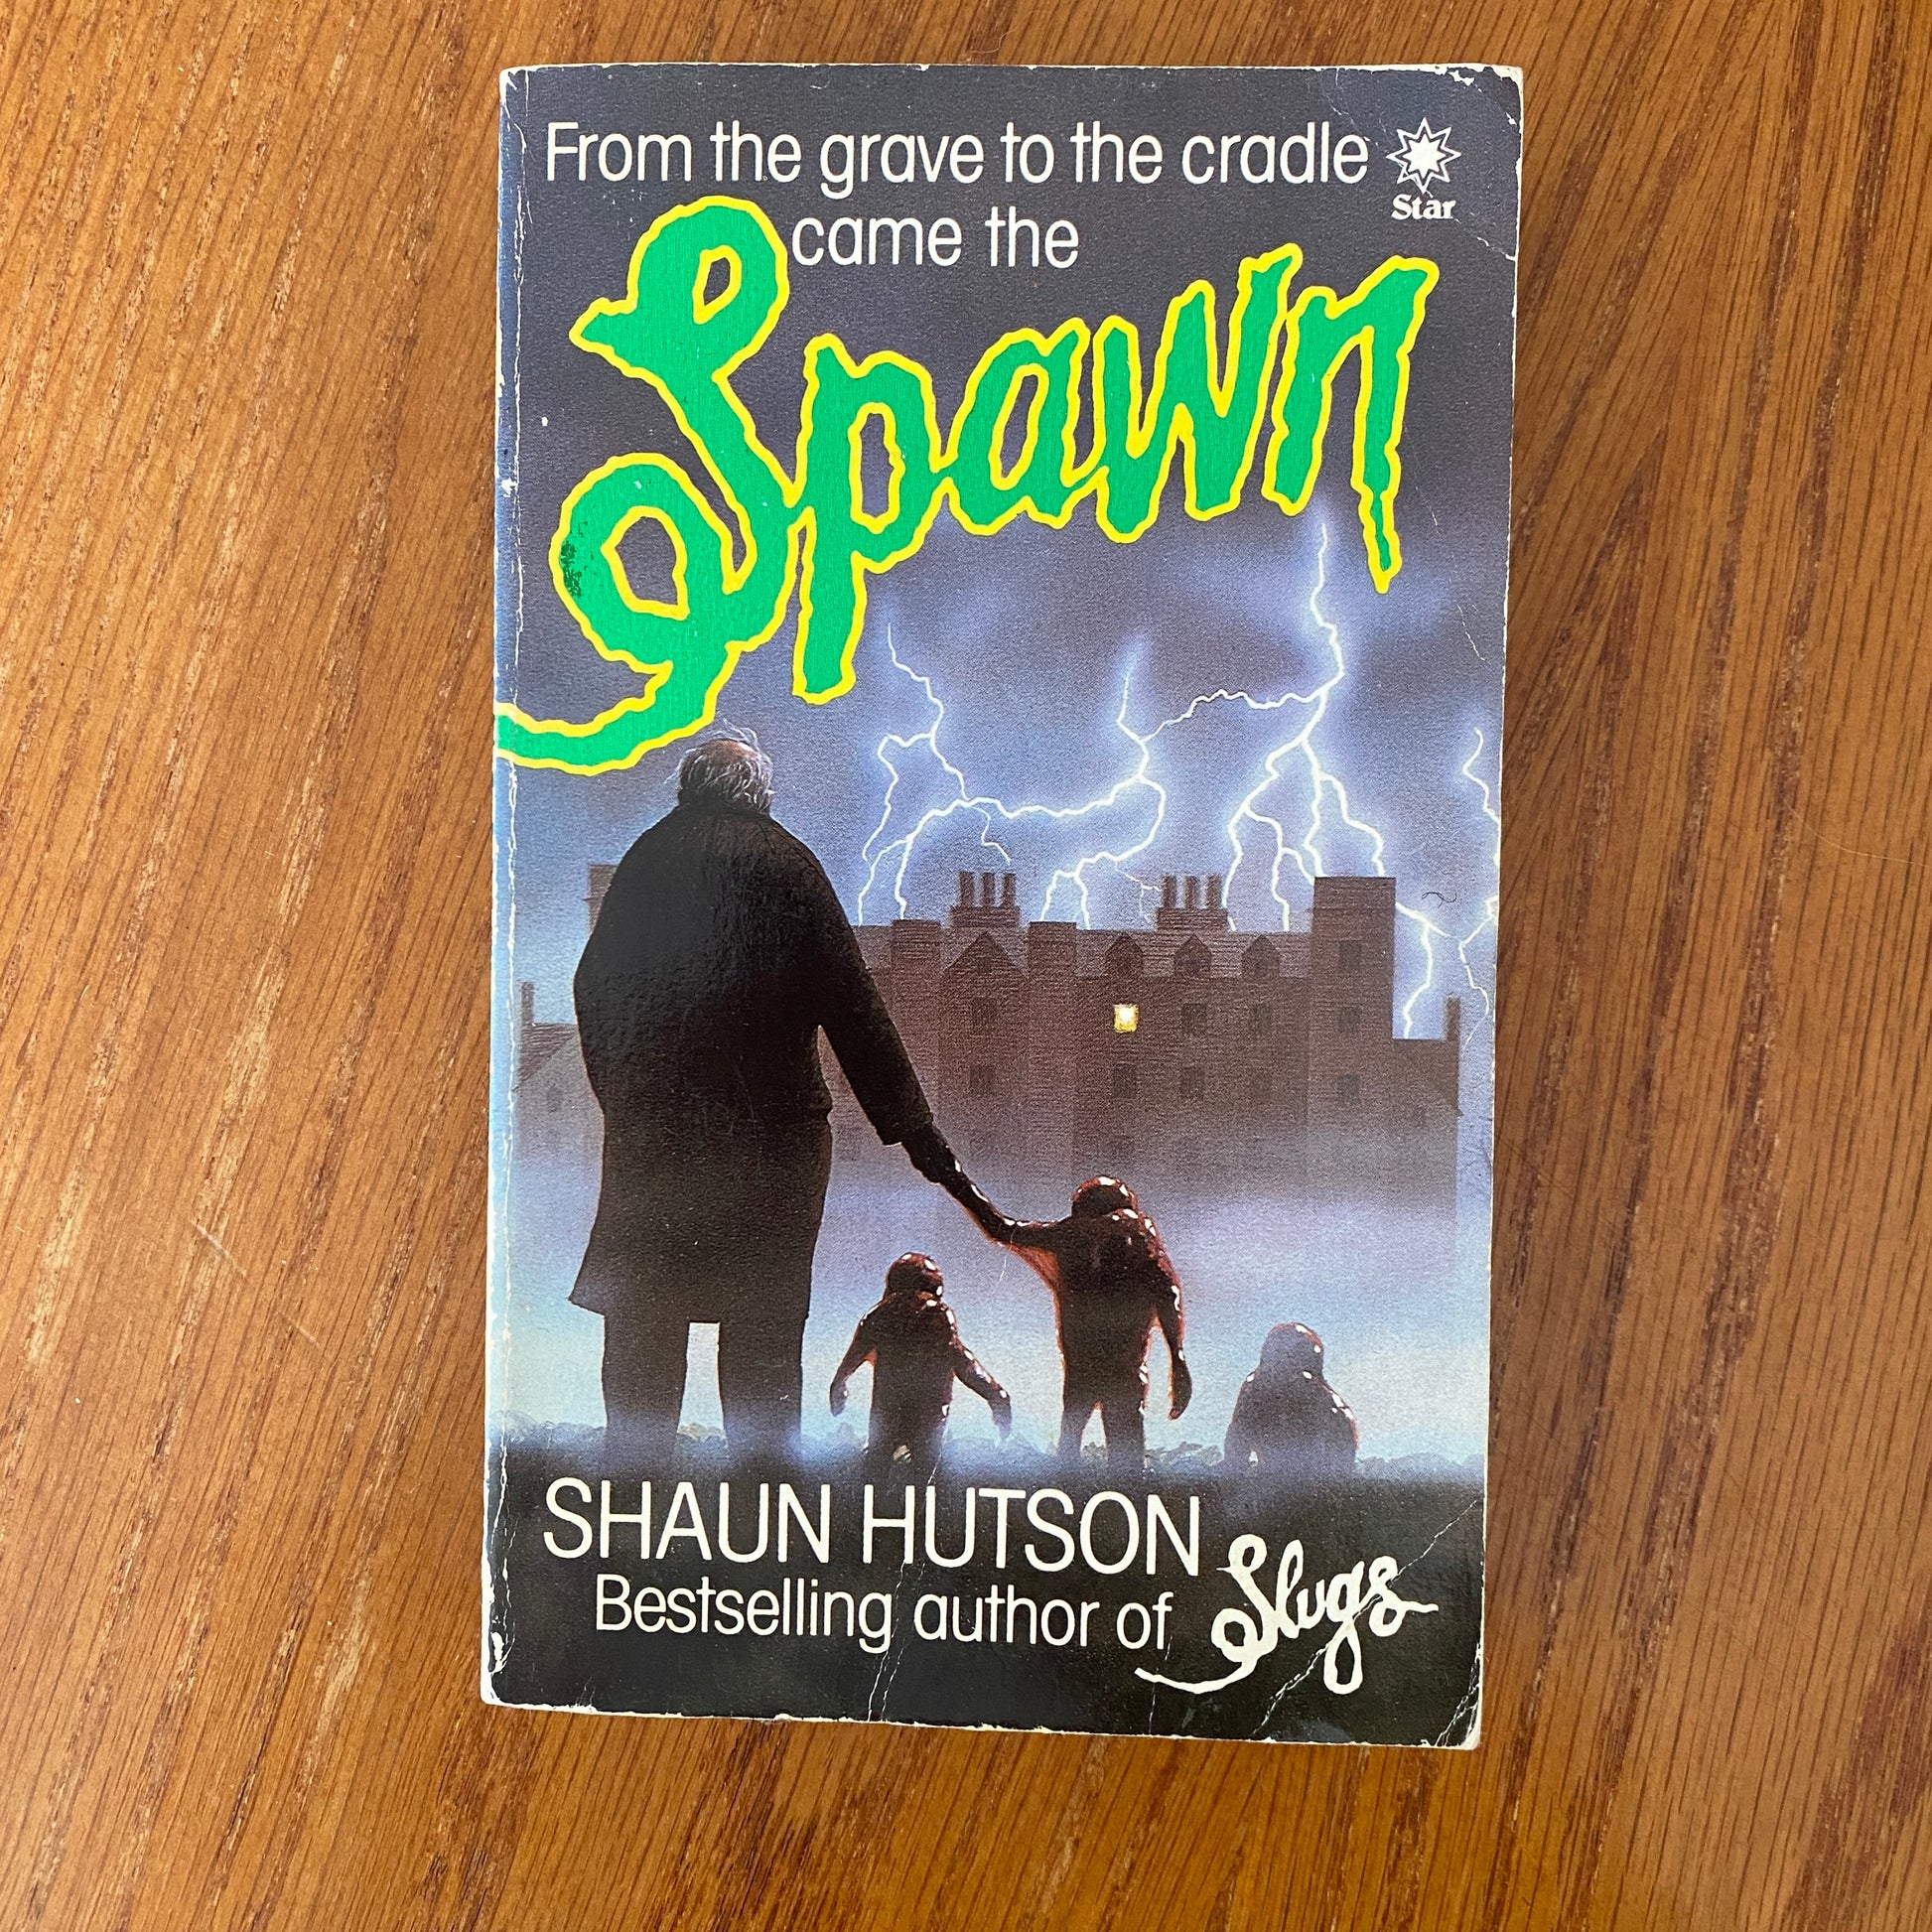 From the grave to the cradle
Star
came the
Spawn
SHAUN HUTSON
Bestselling author of Slugs